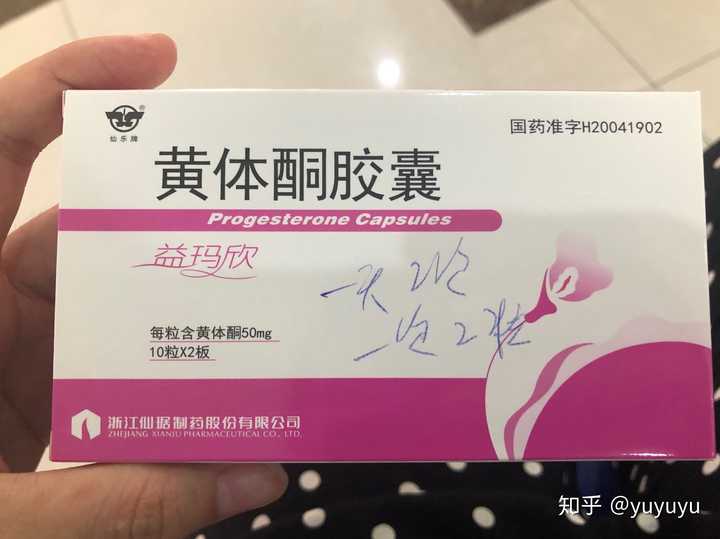 仙乐牌
®
国药准字H20041902
黄体酮胶囊
Progesterone Capsules
益玛欣
一天2次
一次2粒
每粒含黄体酮50mg
10粒X2板
浙江仙琚制药股份有限公司
ZHEJIANG XIANJU PHARMACEUTICAL CO., LTD.
知乎 @yuyuyu